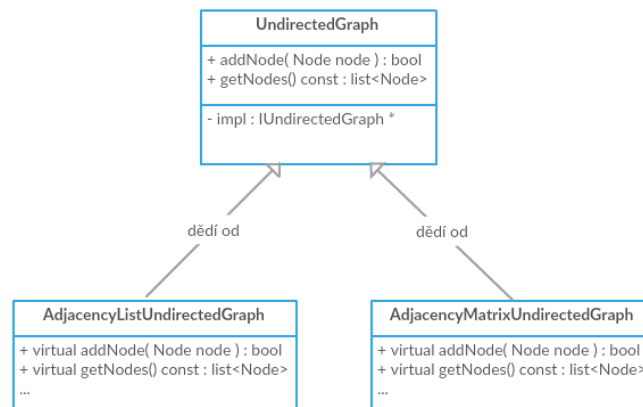 UndirectedGraph
+ addNode( Node node ) : bool
+ getNodes() const : list<Node>
- impl : IUndirectedGraph *
dědí od
dědí od
AdjacencyListUndirectedGraph
+ virtual addNode( Node node ) : bool
+ virtual getNodes() const : list<Node>
...
AdjacencyMatrixUndirectedGraph
+ virtual addNode( Node node ) : bool
+ virtual getNodes() const : list<Node>
...